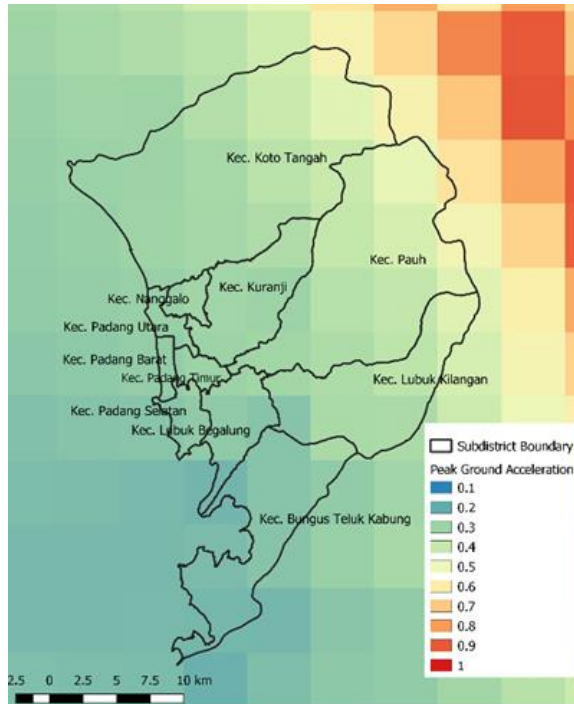 Kec. Koto Tangah
Kec. Pauh
Kec. Kuranji
Kec. Nanggalo
Kec. Padang Utara
Kec. Padang Barat
Kec. Padang Timur
Kec. Lubuk Kilangan
Kec. Padang Selatan
Kec. Lubuk Begalung
Kec. Bungus Teluk Kabung
Subdistrict Boundary
Peak Ground Acceleration
0.1
0.2
0.3
0.4
0.5
0.6
0.7
0.8
0.9
1
2.5 0 2.5 5 7.5 10 km